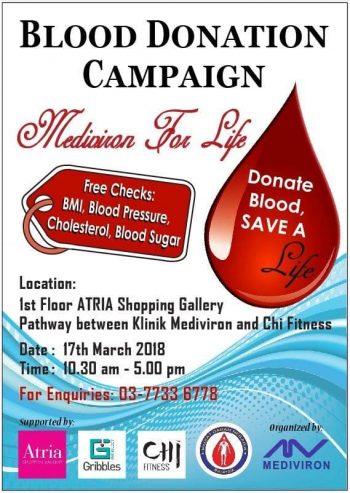 BLOOD DONATION
CAMPAIGN
Mediviron For Life
Free Checks:
BMI, Blood Pressure,
Cholesterol, Blood Sugar
Donate
Blood,
SAVE A
Life
Location:
1st Floor ATRIA Shopping Gallery
Pathway between Klinik Mediviron and Chi Fitness
Date : 17th March 2018
Time : 10.30 am - 5.00 pm
For Enquiries: 03-7733 6778
Supported by:
Organized by:
Atria
SHOPPING GALLERY
Gribbles
CHi
FITNESS
MEDIVIRON